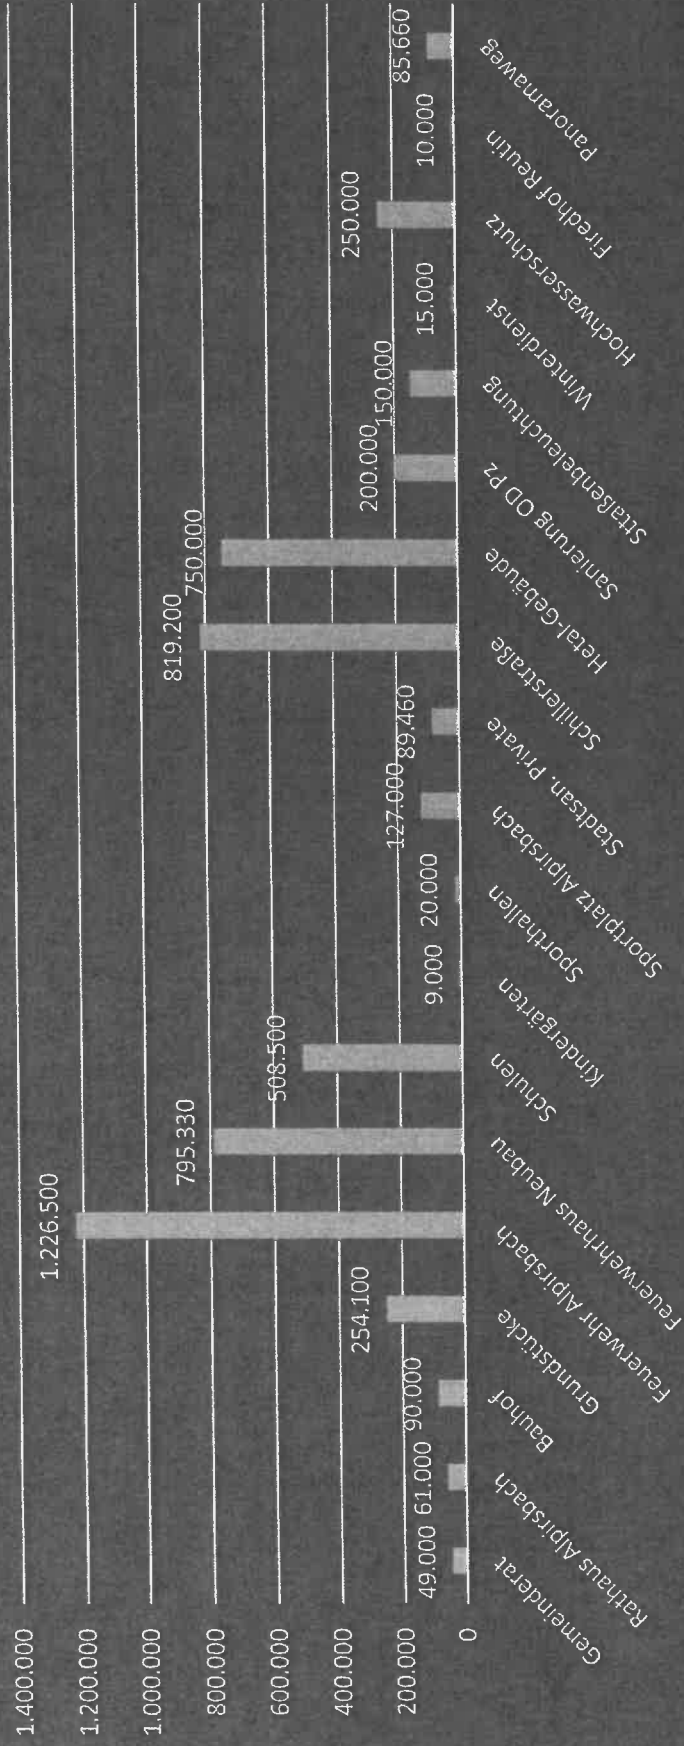 1.400.000
1.200.000
1.000.000
800.000
600.000
400.000
200.000
0
49.000
61.000
90.000
254.100
1.226.500
795.330
508.500
9.000
20.000
127.000
89.460
819.200
750.000
200.000
150.000
15.000
250.000
10.000
85.660
Gemeinderat
Rathaus Alpirsbach
Bauhof
Grundstücke
Feuerwehr Alpirsbach
Feuerwehrhaus Neubau
Schulen
Kindergärten
Sporthallen
Sportplatz Alpirsbach
Stadtsan. Private
Schillerstraße
Hetal-Gebäude
Sanierung OD Pz
Sttaßenbeleuchtung
Winterdienst
Hochwasserschutz
Firedhof Reutin
Panoramaweg